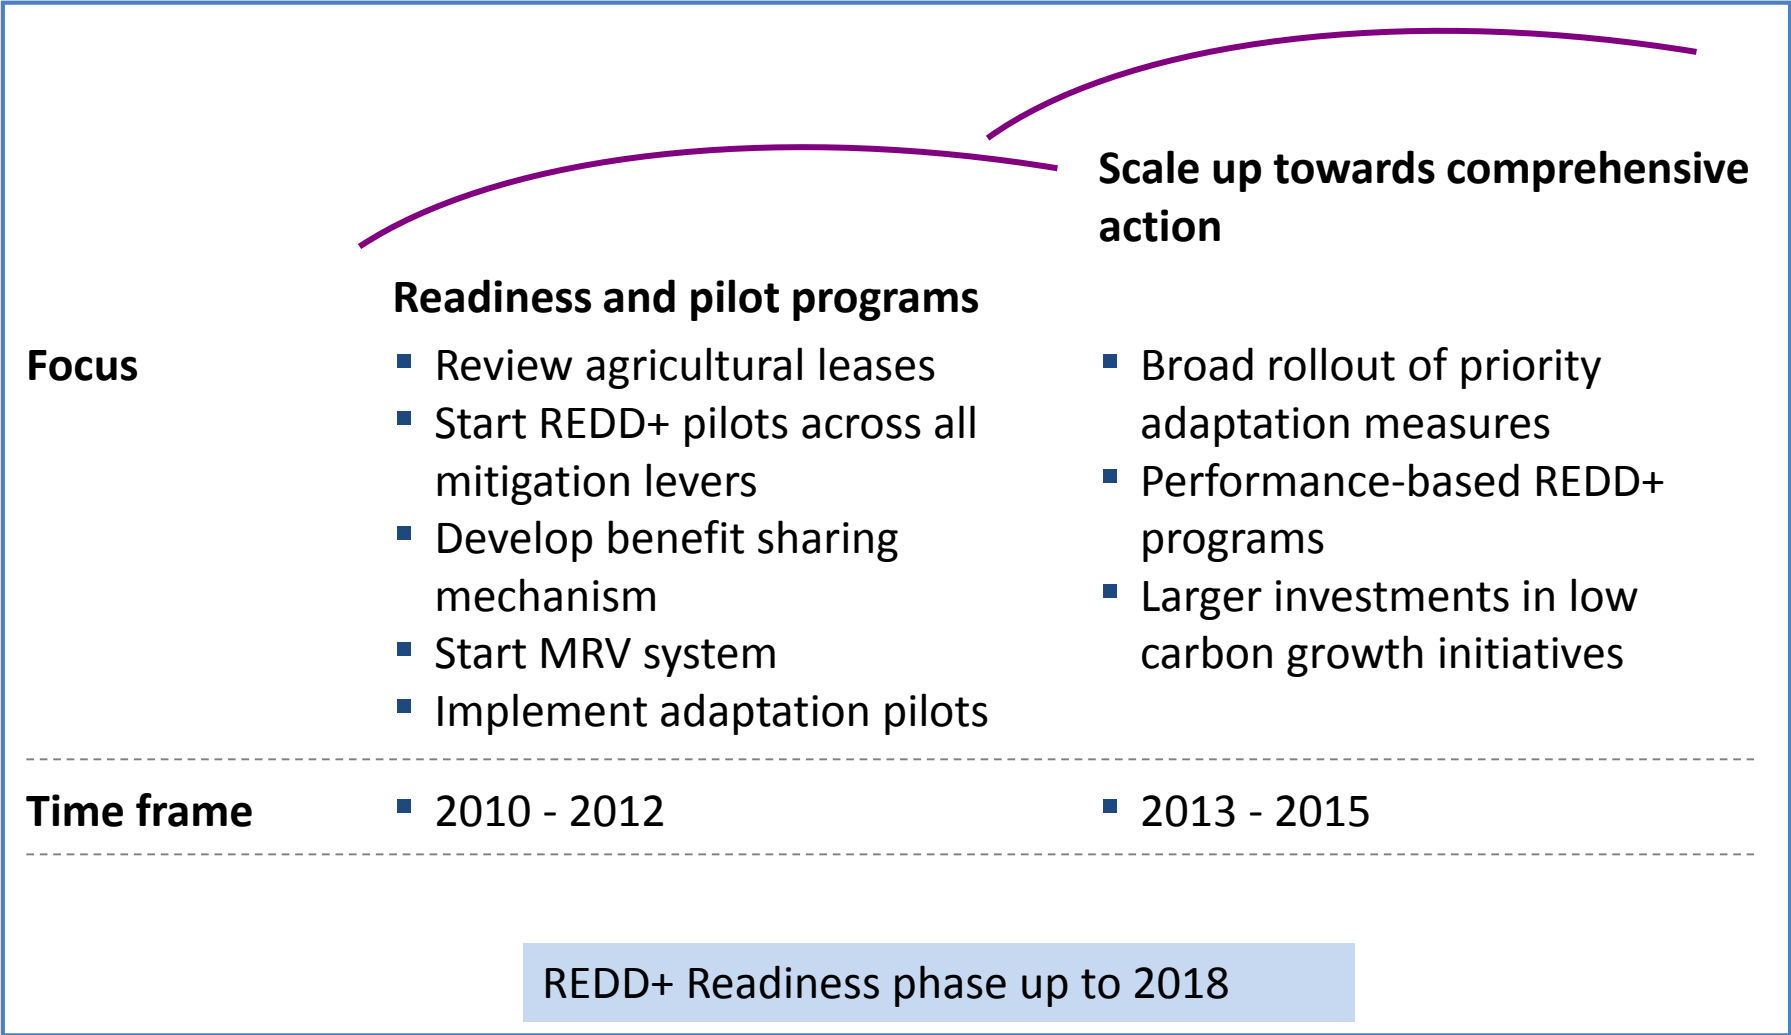 Scale up towards comprehensive
action
Readiness and pilot programs
Focus
▪ Review agricultural leases
▪ Start REDD+ pilots across all
mitigation levers
▪ Develop benefit sharing
mechanism
▪ Start MRV system
▪ Implement adaptation pilots
▪ Broad rollout of priority
adaptation measures
▪ Performance-based REDD+
programs
▪ Larger investments in low
carbon growth initiatives
Time frame
▪ 2010 - 2012
▪ 2013 - 2015
REDD+ Readiness phase up to 2018